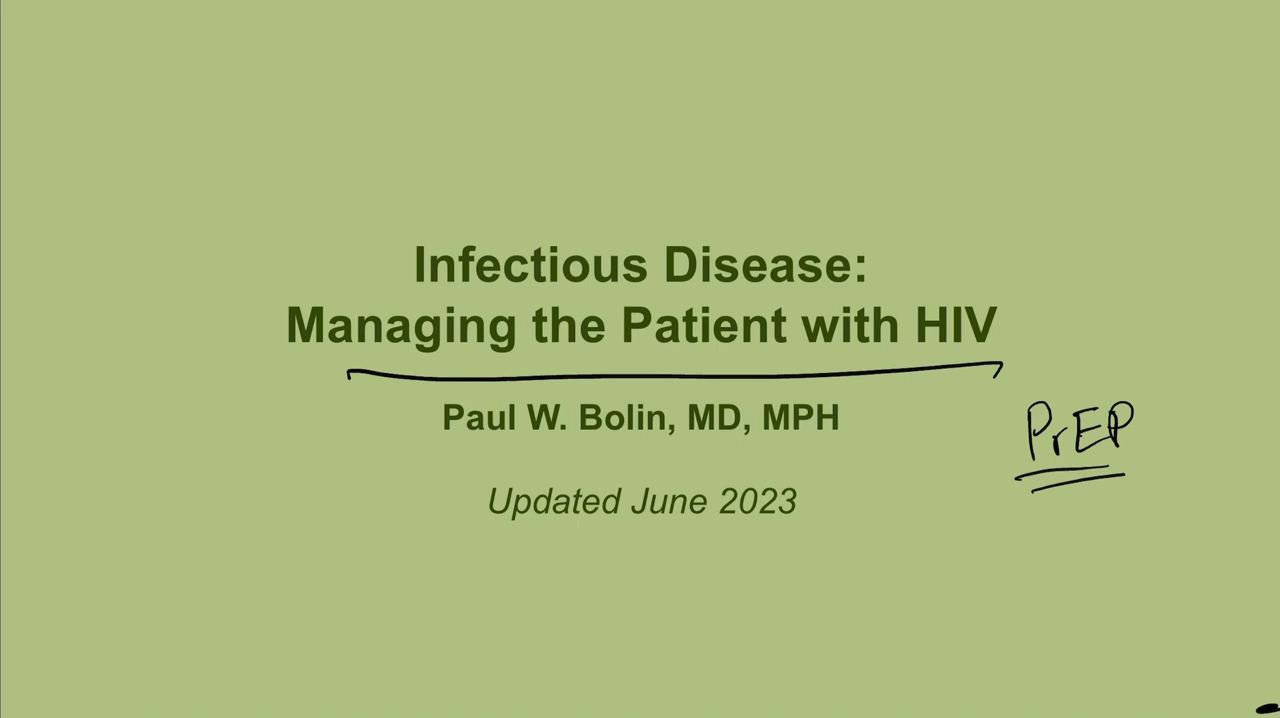 Infectious Disease:
Managing the Patient with HIV
Paul W. Bolin, MD, MPH
PrEP
Updated June 2023